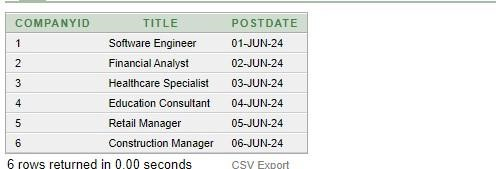 COMPANYID TITLE POSTDATE
1 Software Engineer 01-JUN-24
2 Financial Analyst 02-JUN-24
3 Healthcare Specialist 03-JUN-24
4 Education Consultant 04-JUN-24
5 Retail Manager 05-JUN-24
6 Construction Manager 06-JUN-24
6 rows returned in 0.00 seconds CSV Export